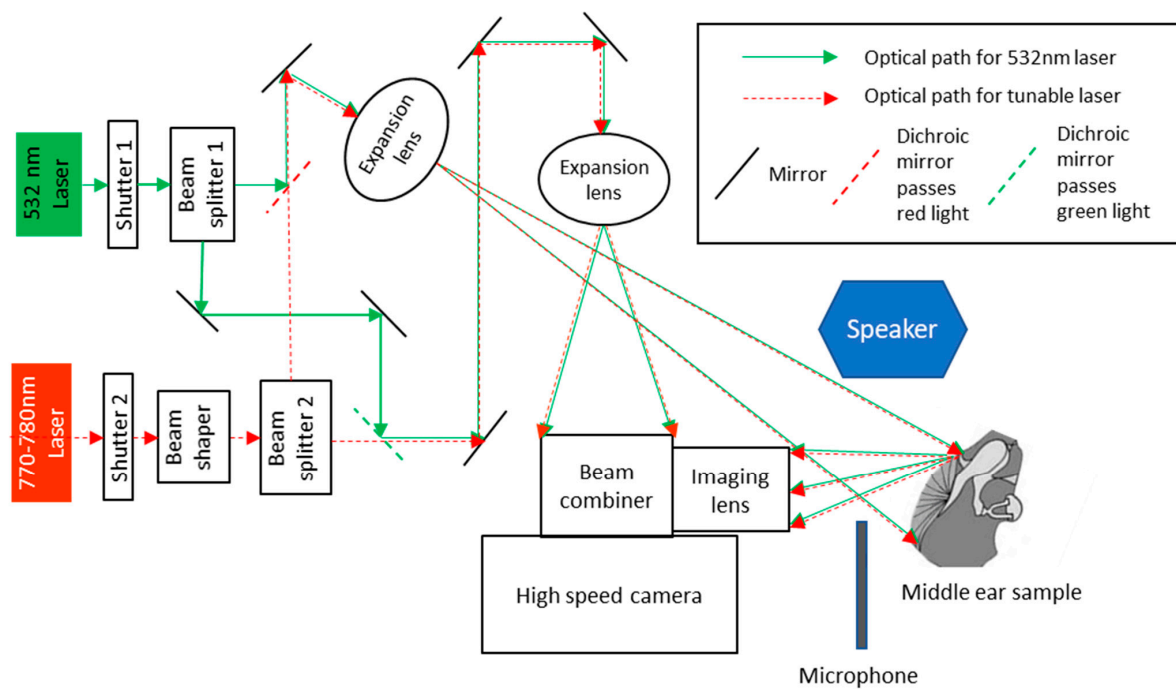 532 nm
Laser
Shutter 1
Beam
splitter 1
Expansion
lens
Expansion
lens
Optical path for 532nm laser
Optical path for tunable laser
Mirror
Dichroic
mirror
passes
red light
Dichroic
mirror
passes
green light
Speaker
770-780nm
Laser
Shutter 2
Beam
shaper
Beam
splitter 2
Beam
combiner
Imaging
lens
High speed camera
Middle ear sample
Microphone